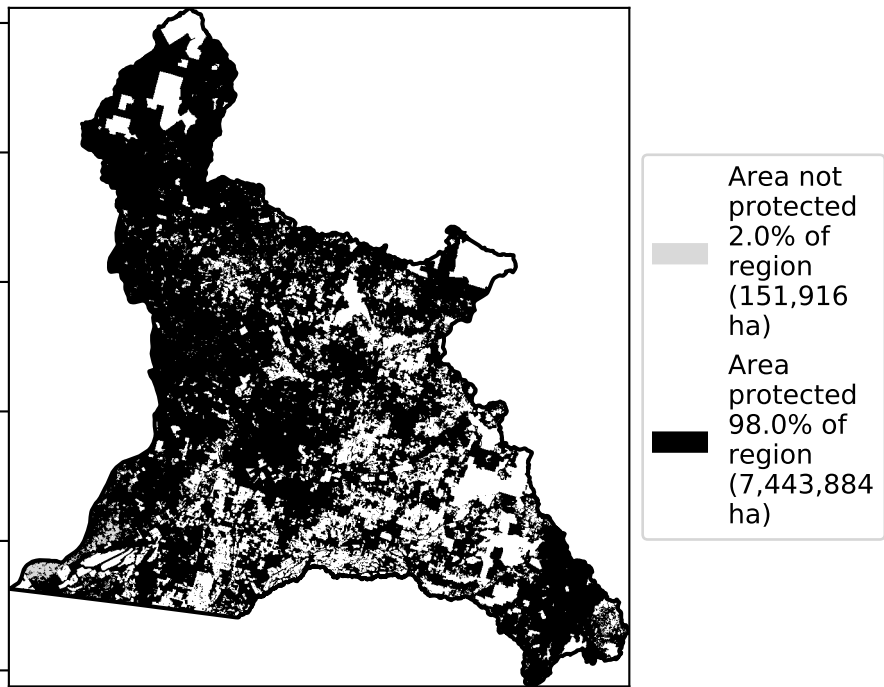 Area not
protected
2.0% of
region
(151,916
ha)
Area
protected
98.0% of
region
(7,443,884
ha)